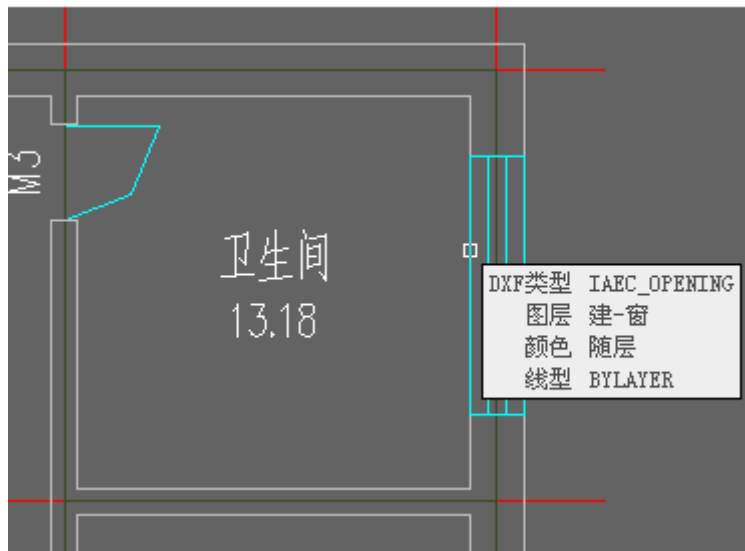 M3
卫生间
13.18
DXF类型 IAEC_OPENING
图层 建-窗
颜色 随层
线型 BYLAYER